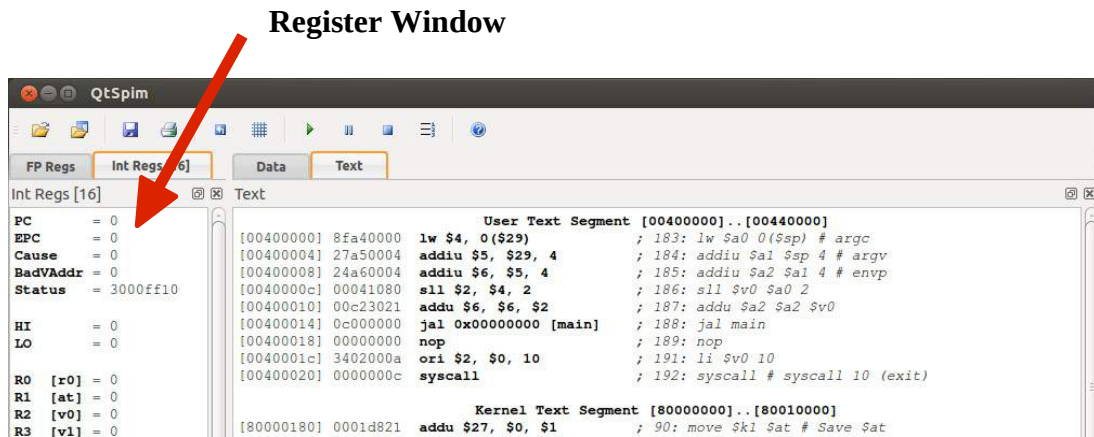 Register Window
QtSpim
FP Regs Int Regs [16] Data Text
Int Regs [16] Text
PC = 0
EPC = 0
Cause = 0
BadVAddr = 0
Status = 3000ff10
HI = 0
LO = 0
R0 [r0] = 0
R1 [at] = 0
R2 [v0] = 0
R3 [v1] = 0
User Text Segment [00400000]..[00440000]
[00400000] 8fa40000 lw $4, 0($29) ; 183: lw $a0 0($sp) # argc
[00400004] 27a50004 addiu $5, $29, 4 ; 184: addiu $a1 $sp 4 # argv
[00400008] 24a60004 addiu $6, $5, 4 ; 185: addiu $a2 $a1 4 # envp
[0040000c] 00041080 sll $2, $4, 2 ; 186: sll $v0 $a0 2
[00400010] 00c23021 addu $6, $6, $2 ; 187: addu $a2 $a2 $v0
[00400014] 0c000000 jal 0x00000000 [main] ; 188: jal main
[00400018] 00000000 nop ; 189: nop
[0040001c] 3402000a ori $2, $0, 10 ; 191: li $v0 10
[00400020] 0000000c syscall ; 192: syscall # syscall 10 (exit)
Kernel Text Segment [80000000]..[80010000]
[80000180] 0001d821 addu $27, $0, $1 ; 90: move $k1 $at # Save $at